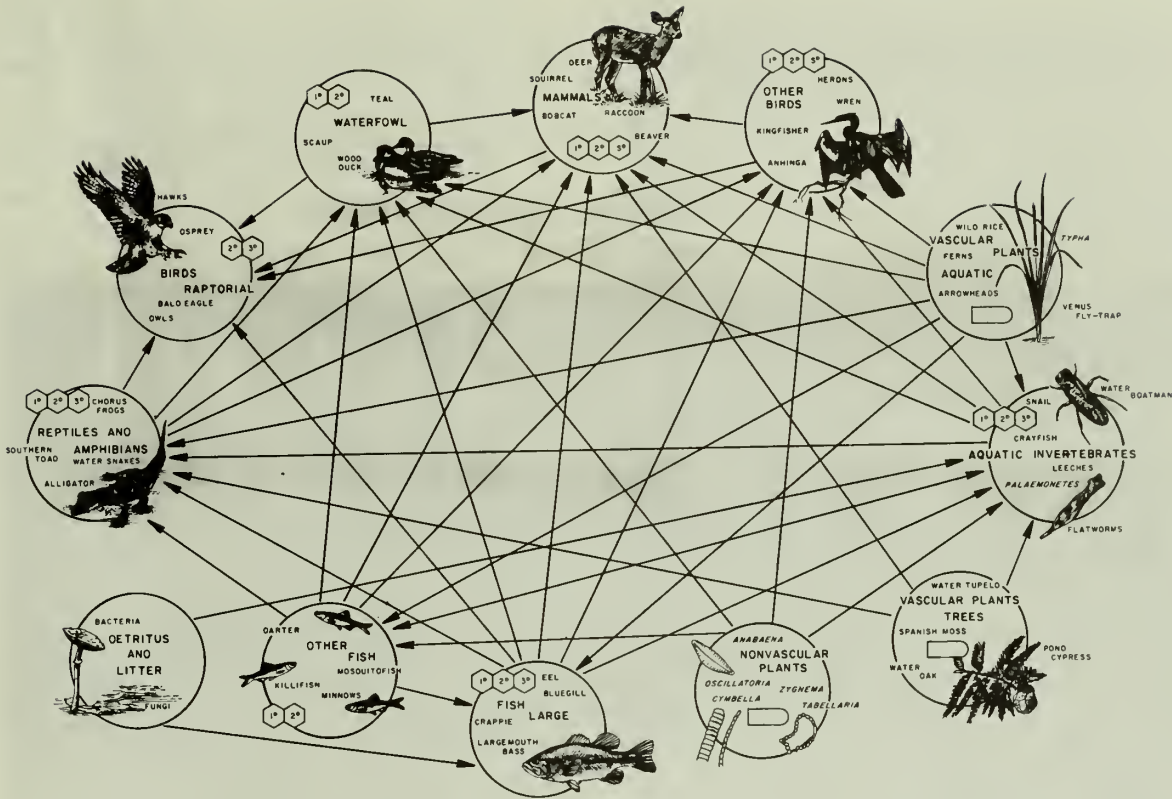 DEER
SQUIRREL
MAMMALS
BOBCAT
RACCOON
BEAVER
1° 2° 3°
1° 2° 3°
HERONS
OTHER
BIRDS
WREN
KINGFISHER
ANHINGA
1° 2°
TEAL
WATERFOWL
SCAUP
WOOD
DUCK
HAWKS
OSPREY
2° 3°
BIRDS
RAPTORIAL
BALD EAGLE
OWLS
WILD RICE
TYPHA
VASCULAR PLANTS
FERNS
AQUATIC
ARROWHEADS
VENUS
FLY-TRAP
1° 2° 3°
CHORUS
FROGS
REPTILES AND
SOUTHERN
TOAD
AMPHIBIANS
WATER SNAKES
ALLIGATOR
SNAIL
WATER
BOATMAN
1° 2° 3°
CRAYFISH
AQUATIC INVERTEBRATES
LEECHES
PALAEMONETES
FLATWORMS
BACTERIA
DETRITUS
AND
LITTER
FUNGI
DARTER
OTHER
FISH
MOSQUITOFISH
KILLIFISH
MINNOWS
1° 2°
1° 2° 3°
EEL
BLUEGILL
FISH
LARGE
CRAPPIE
LARGEMOUTH
BASS
ANABAENA
NONVASCULAR
PLANTS
OSCILLATORIA
ZYGNEMA
CYMBELLA
TABELLARIA
WATER TUPELO
VASCULAR PLANTS
TREES
SPANISH MOSS
POND
CYPRESS
WATER
OAK